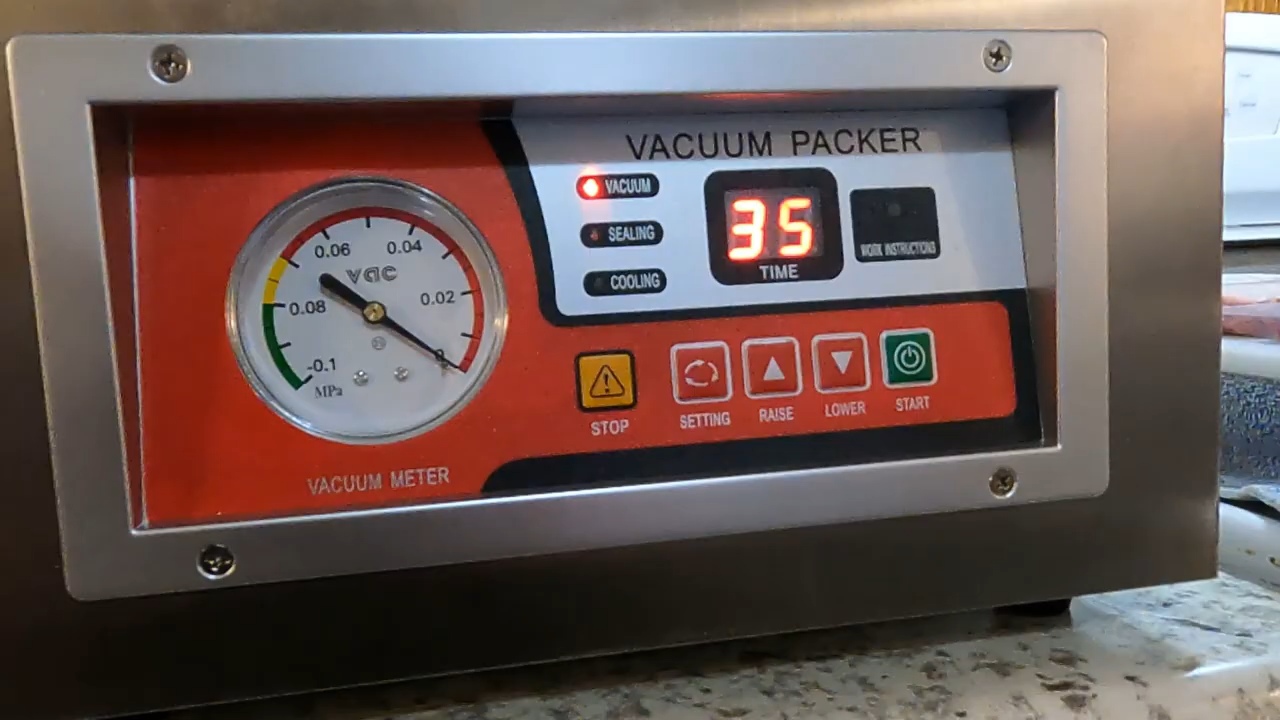 VACUUM PACKER
VACUUM
SEALING
COOLING
35
TIME
WORK INSTRUCTIONS
0.06
0.04
vac
0.08
0.02
-0.1
0
MPa
VACUUM METER
STOP
SETTING
RAISE
LOWER
START